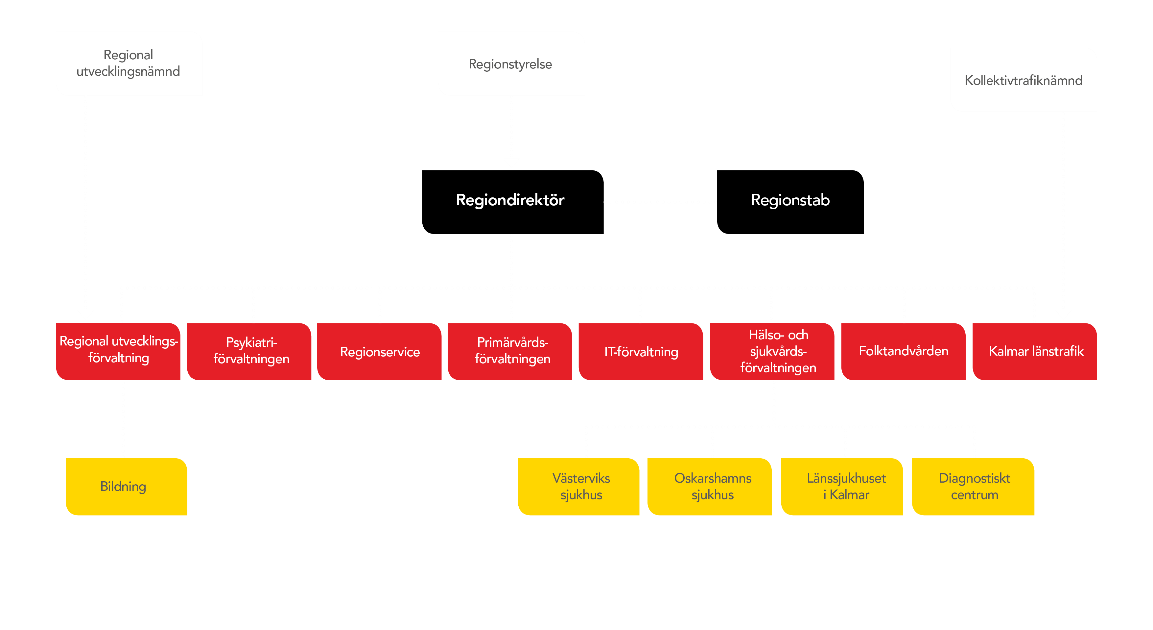 Regional
utvecklingsnämnd
Regionstyrelse
Kollektivtrafiknämnd
Regiondirektör
Regionstab
Regional utvecklings-
förvaltning
Psykiatri-
förvaltningen
Regionservice
Primärvårds-
förvaltningen
IT-förvaltning
Hälso- och
sjukvårds-
förvaltningen
Folktandvården
Kalmar länstrafik
Bildning
Västerviks
sjukhus
Oskarshamns
sjukhus
Länssjukhuset
i Kalmar
Diagnostiskt
centrum